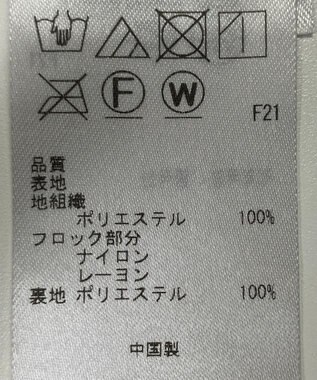 F W
F21
品質
表地
地組織
ポリエステル 100%
フロック部分
ナイロン
レーヨン
裏地 ポリエステル 100%
中国製